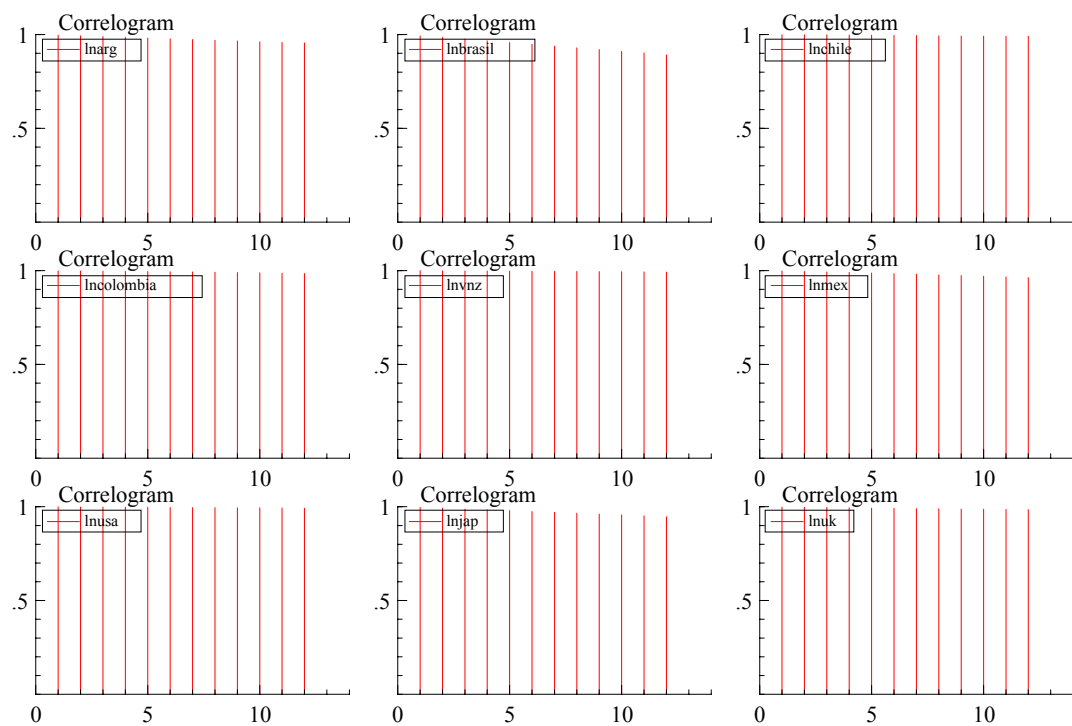 Correlogram Correlogram Correlogram
1 lnarg 1 lnbrasil 1 lnchile
.5 .5 .5
0 5 10 0 5 10 0 5 10
Correlogram Correlogram Correlogram
1 lncolombia 1 lnvnz 1 lnmex
.5 .5 .5
0 5 10 0 5 10 0 5 10
Correlogram Correlogram Correlogram
1 lnusa 1 lnjap 1 lnuk
.5 .5 .5
0 5 10 0 5 10 0 5 10